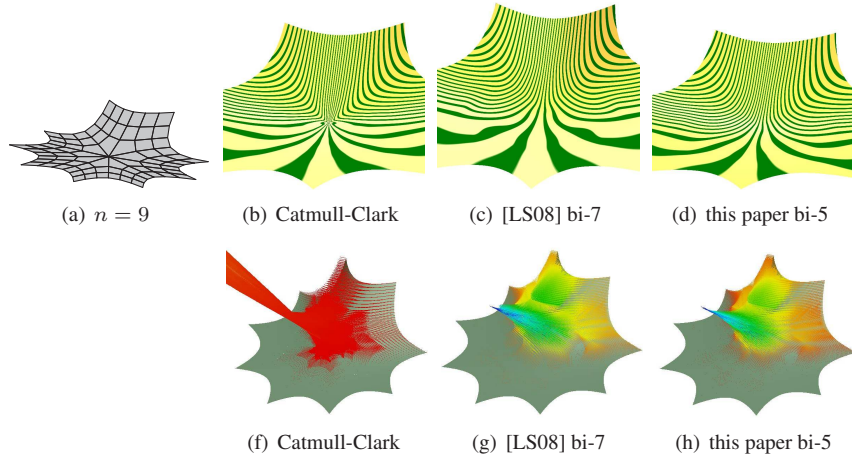 (a) n = 9
(b) Catmull-Clark
(c) [LS08] bi-7
(d) this paper bi-5
(f) Catmull-Clark
(g) [LS08] bi-7
(h) this paper bi-5